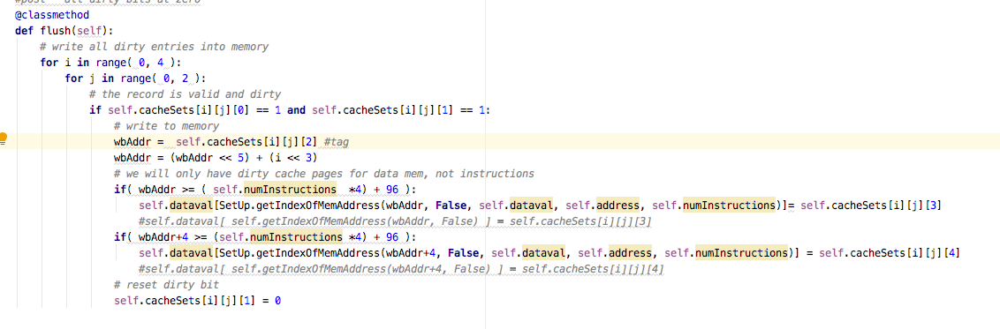 #post - all dirty bits at zero
@classmethod
def flush(self):
    # write all dirty entries into memory
    for i in range( 0, 4 ):
        for j in range( 0, 2 ):
            # the record is valid and dirty
            if self.cacheSets[i][j][0] == 1 and self.cacheSets[i][j][1] == 1:
                # write to memory
                wbAddr =  self.cacheSets[i][j][2] #tag
                wbAddr = (wbAddr << 5) + (i << 3)
                # we will only have dirty cache pages for data mem, not instructions
                if( wbAddr >= ( self.numInstructions  *4) + 96 ):
                    self.dataval[SetUp.getIndexOfMemAddress(wbAddr, False, self.dataval, self.address, self.numInstructions)]= self.cacheSets[i][j][3]
                    #self.dataval[ self.getIndexOfMemAddress(wbAddr, False) ] = self.cacheSets[i][j][3]
                if( wbAddr+4 >= (self.numInstructions *4) + 96 ):
                    self.dataval[SetUp.getIndexOfMemAddress(wbAddr+4, False, self.dataval, self.address, self.numInstructions)] = self.cacheSets[i][j][4]
                    #self.dataval[ self.getIndexOfMemAddress(wbAddr+4, False) ] = self.cacheSets[i][j][4]
                # reset dirty bit
                self.cacheSets[i][j][1] = 0